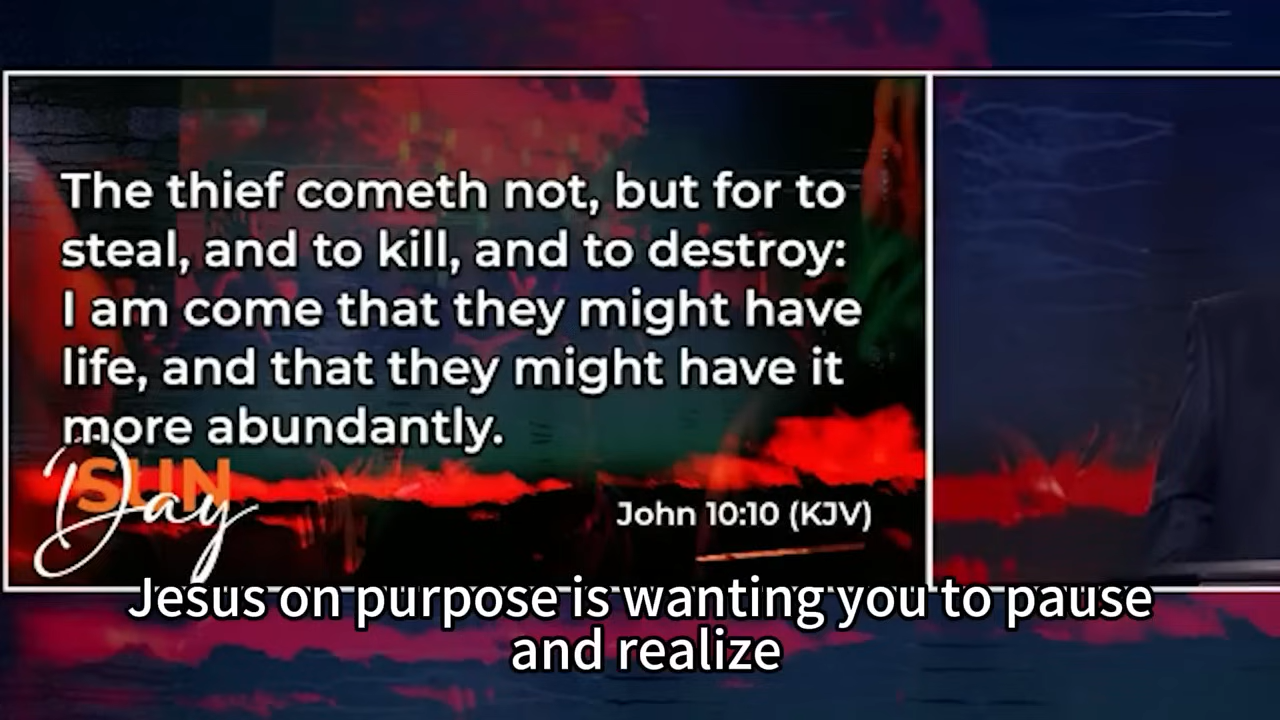 The thief cometh not, but for to
steal, and to kill, and to destroy:
I am come that they might have
life, and that they might have it
more abundantly.
SUN
Day
John 10:10 (KJV)
Jesus on purpose is wanting you to pause
and realize